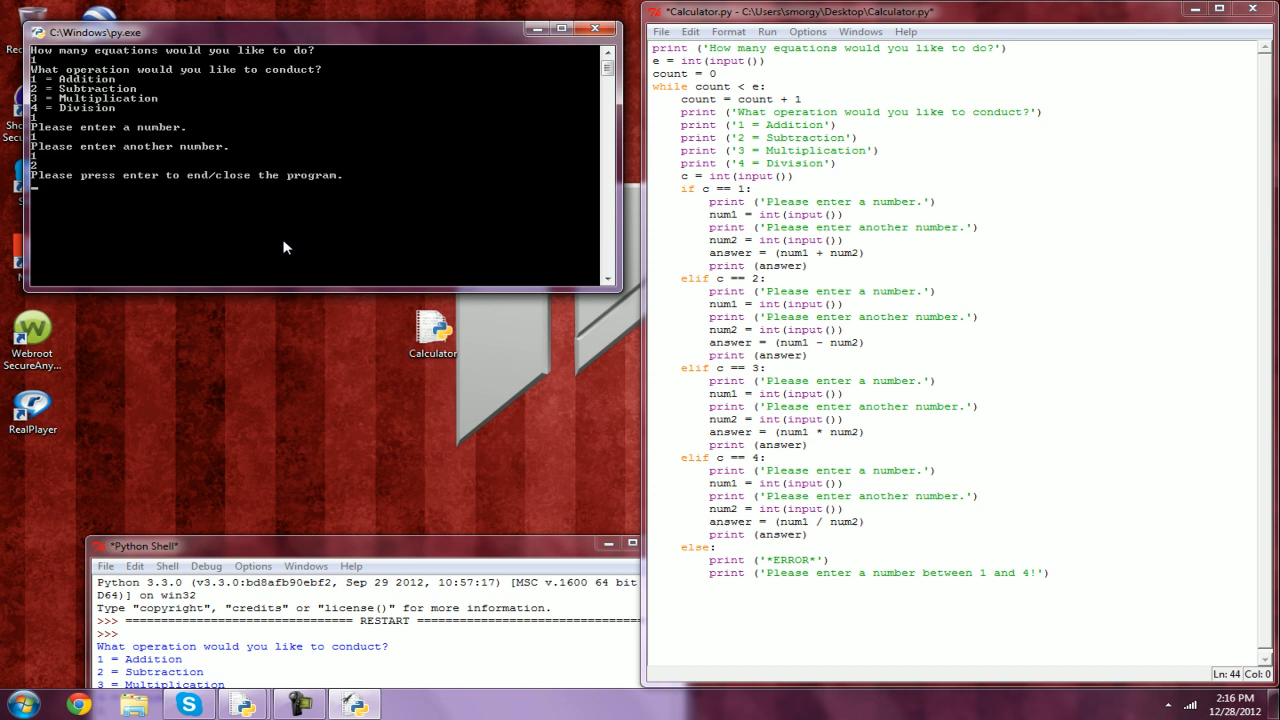 C:\Windows\py.exe
How many equations would you like to do?
1
What operation would you like to conduct?
1 = Addition
2 = Subtraction
3 = Multiplication
4 = Division
1
Please enter a number.
1
Please enter another number.
1
2
Please press enter to end/close the program.
*Calculator.py - C:\Users\smorgy\Desktop\Calculator.py*
File Edit Format Run Options Windows Help
print ('How many equations would you like to do?')
e = int(input())
count = 0
while count < e:
    count = count + 1
    print ('What operation would you like to conduct?')
    print ('1 = Addition')
    print ('2 = Subtraction')
    print ('3 = Multiplication')
    print ('4 = Division')
    c = int(input())
    if c == 1:
        print ('Please enter a number.')
        num1 = int(input())
        print ('Please enter another number.')
        num2 = int(input())
        answer = (num1 + num2)
        print (answer)
    elif c == 2:
        print ('Please enter a number.')
        num1 = int(input())
        print ('Please enter another number.')
        num2 = int(input())
        answer = (num1 - num2)
        print (answer)
    elif c == 3:
        print ('Please enter a number.')
        num1 = int(input())
        print ('Please enter another number.')
        num2 = int(input())
        answer = (num1 * num2)
        print (answer)
    elif c == 4:
        print ('Please enter a number.')
        num1 = int(input())
        print ('Please enter another number.')
        num2 = int(input())
        answer = (num1 / num2)
        print (answer)
    else:
        print ('*ERROR*')
        print ('Please enter a number between 1 and 4!')
Ln: 44 Col: 0
Calculator
Webroot
SecureAny...
RealPlayer
*Python Shell*
File Edit Shell Debug Options Windows Help
Python 3.3.0 (v3.3.0:bd8afb90ebf2, Sep 29 2012, 10:57:17) [MSC v.1600 64 bit
D64)] on win32
Type "copyright", "credits" or "license()" for more information.
>>> ================================ RESTART ================================
>>>
What operation would you like to conduct?
1 = Addition
2 = Subtraction
3 = Multiplication
2:16 PM
12/28/2012